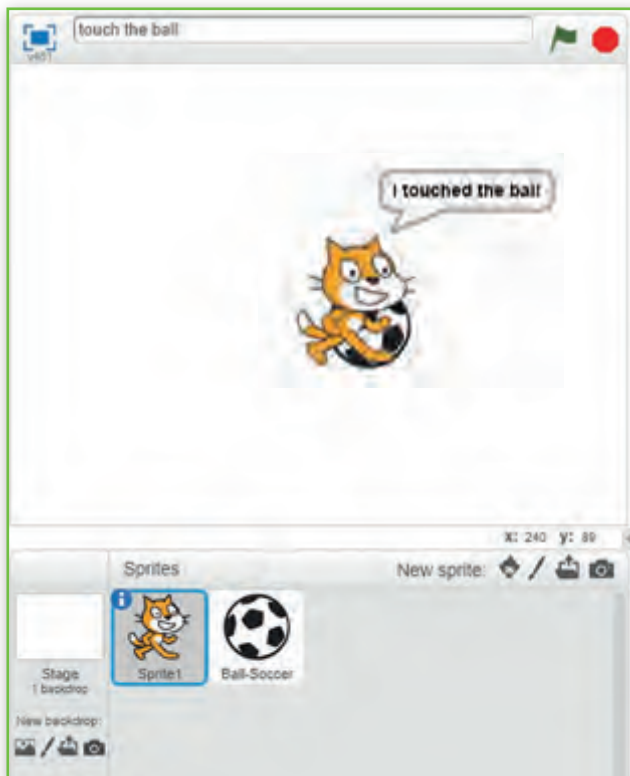 touch the ball
v461
I touched the ball
X: 240 y: 89
Sprites
New sprite:
Stage
1 backdrop
Sprite1
Ball-Soccer
New backdrop: